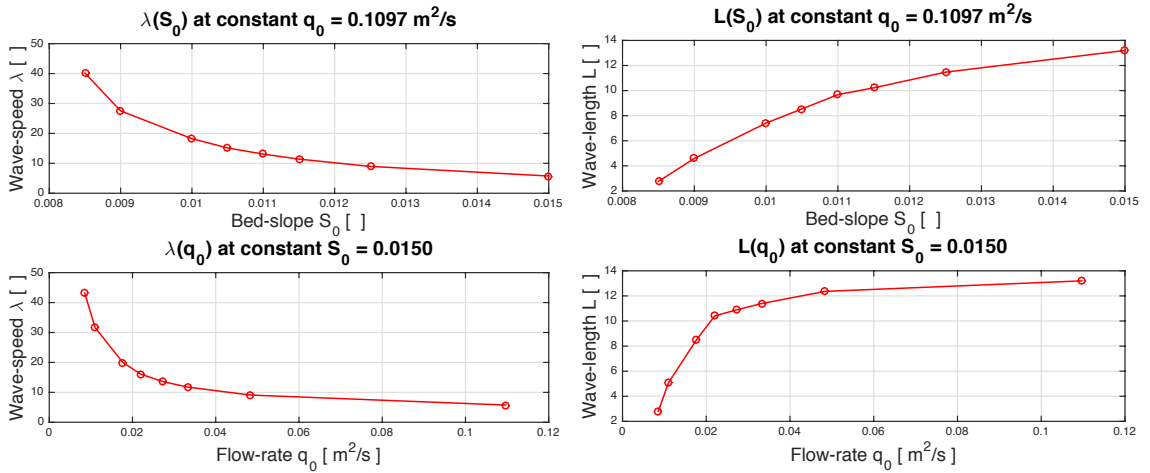 λ(S₀) at constant q₀ = 0.1097 m²/s
Wave-speed λ [ ]
50
40
30
20
10
0
0.008 0.009 0.01 0.011 0.012 0.013 0.014 0.015
Bed-slope S₀ [ ]
L(S₀) at constant q₀ = 0.1097 m²/s
Wave-length L [ ]
14
12
10
8
6
4
2
0.008 0.009 0.01 0.011 0.012 0.013 0.014 0.015
Bed-slope S₀ [ ]
λ(q₀) at constant S₀ = 0.0150
Wave-speed λ [ ]
50
40
30
20
10
0
0 0.02 0.04 0.06 0.08 0.1 0.12
Flow-rate q₀ [ m²/s ]
L(q₀) at constant S₀ = 0.0150
Wave-length L [ ]
14
12
10
8
6
4
2
0 0.02 0.04 0.06 0.08 0.1 0.12
Flow-rate q₀ [ m²/s ]